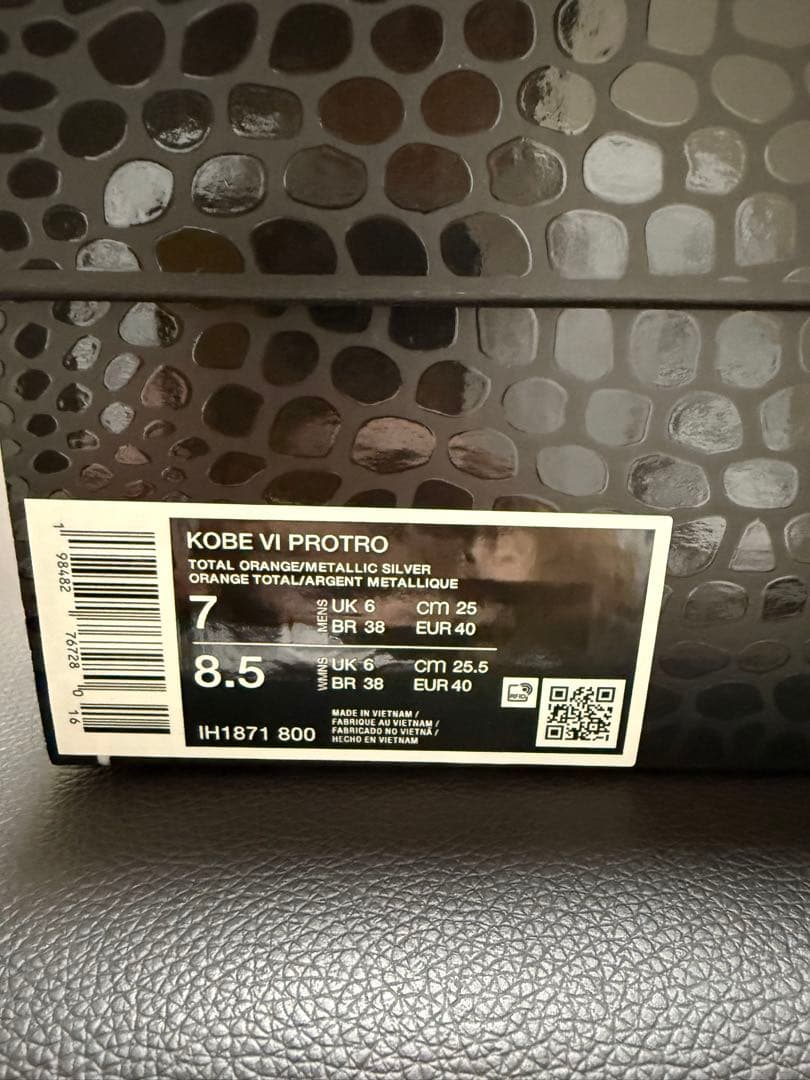 KOBE VI PROTRO
TOTAL ORANGE/METALLIC SILVER
ORANGE TOTAL/ARGENT METALLIQUE
7 MENS UK 6 CM 25
BR 38 EUR 40
8.5 WMNS UK 6 CM 25.5
BR 38 EUR 40
RFID
IH1871 800
MADE IN VIETNAM /
FABRIQUE AU VIETNAM /
FABRICADO NO VIETNÃ /
HECHO EN VIETNAM
1 98482 76728 0 16